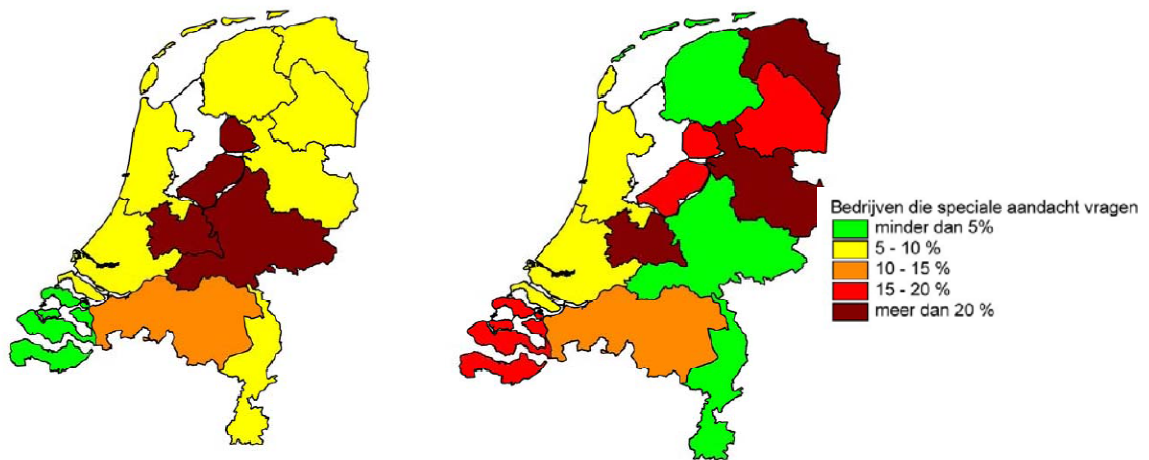 Bedrijven die speciale aandacht vragen
minder dan 5%
5 - 10 %
10 - 15 %
15 - 20 %
meer dan 20 %